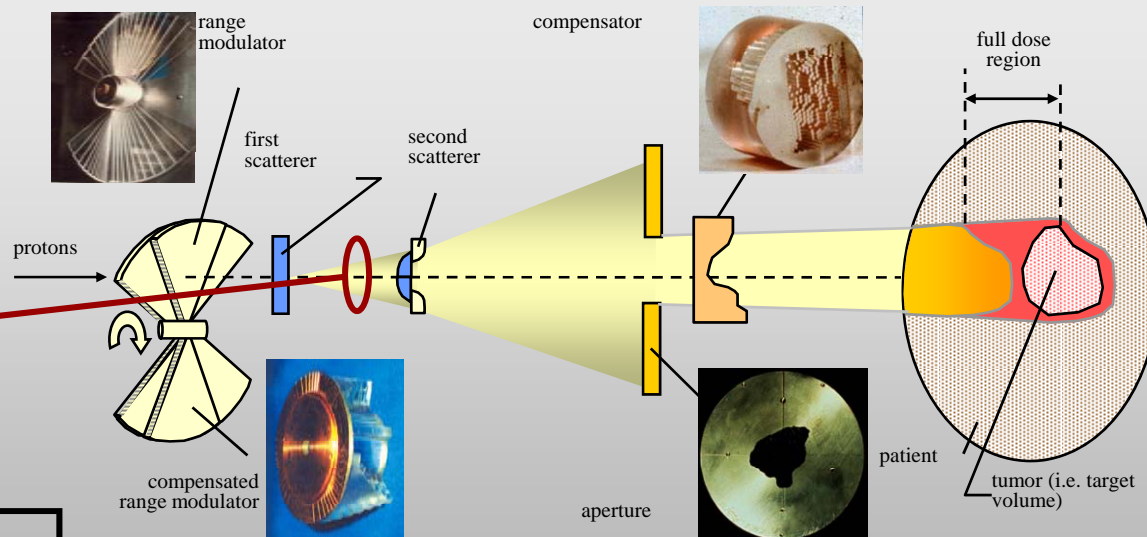 range
modulator
compensator
full dose
region
first
scatterer
second
scatterer
protons
compensated
range modulator
aperture
patient
tumor (i.e. target
volume)